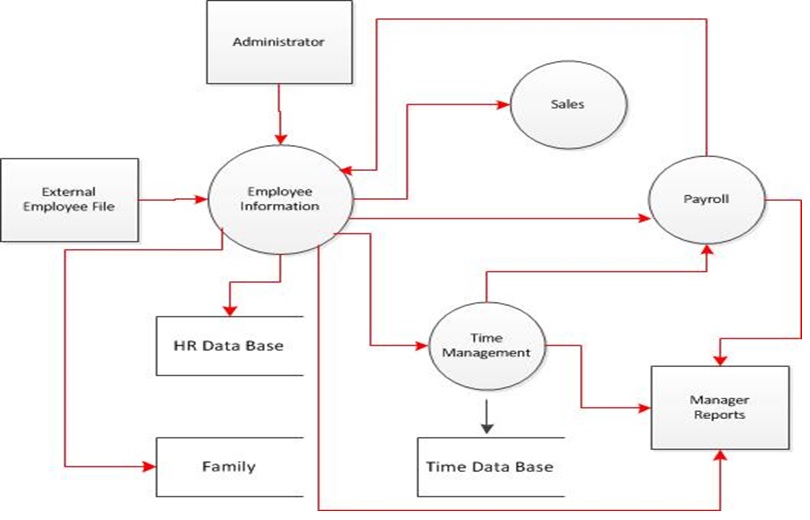 Administrator
Sales
External
Employee File
Employee
Information
Payroll
HR Data Base
Time
Management
Manager
Reports
Family
Time Data Base